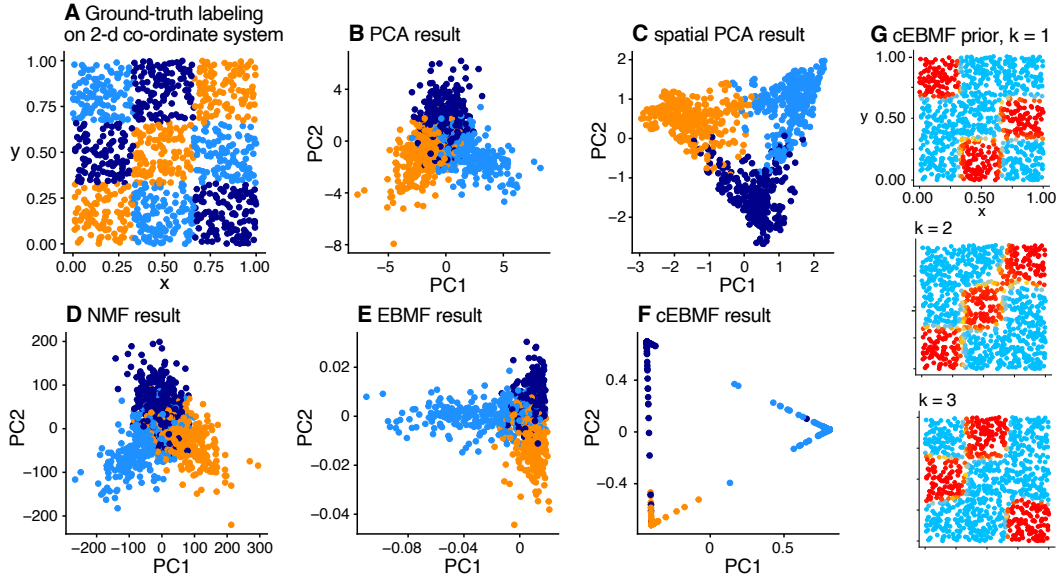 A Ground-truth labeling
on 2-d co-ordinate system
1.00
0.75
0.50
0.25
0.00
y
0.00 0.25 0.50 0.75 1.00
x
B PCA result
4
0
−4
−8
PC2
−5 0 5
PC1
C spatial PCA result
2
1
0
−1
−2
PC2
−3 −2 −1 0 1 2
PC1
G cEBMF prior, k = 1
1.00
0.75
0.50
0.00
y
0.00 0.50 1.00
x
k = 2
k = 3
D NMF result
200
100
0
−100
−200
PC2
−200 −100 0 100 200 300
PC1
E EBMF result
0.02
0
−0.02
−0.04
PC2
−0.08 −0.04 0
PC1
F cEBMF result
0.4
0
−0.4
PC2
0 0.5
PC1